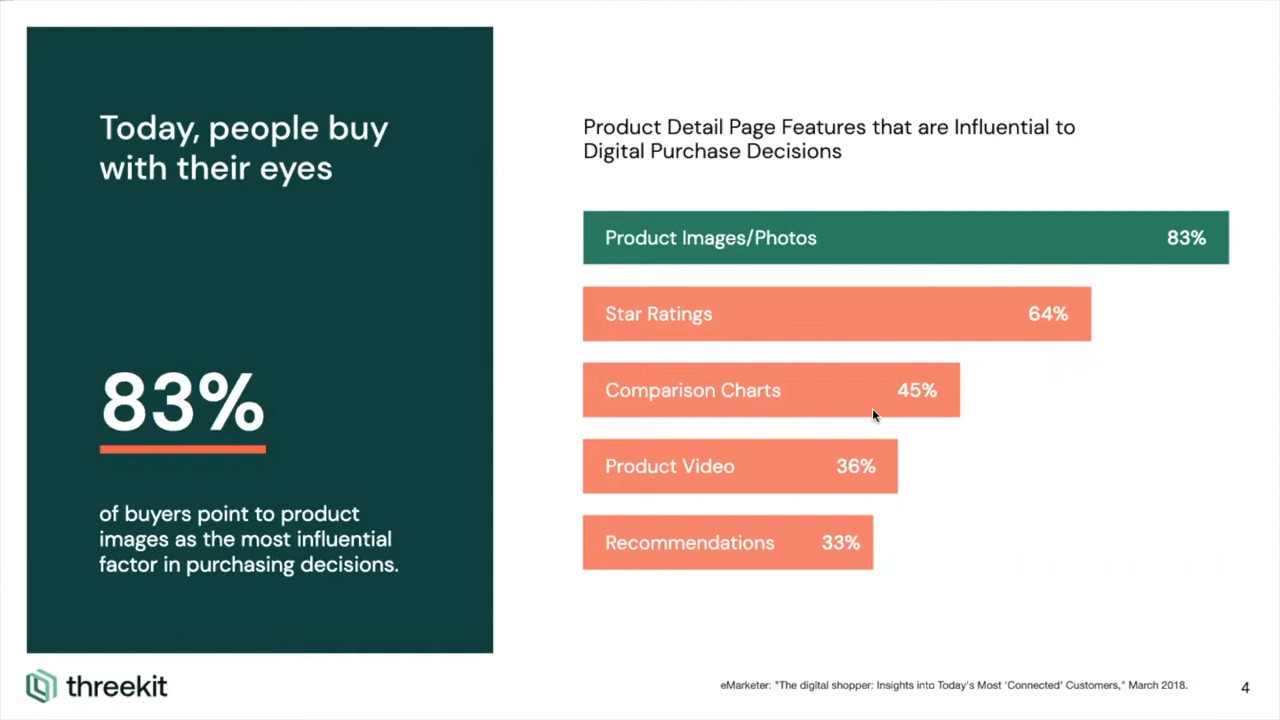 Today, people buy
with their eyes
83%
of buyers point to product
images as the most influential
factor in purchasing decisions.
Product Detail Page Features that are Influential to
Digital Purchase Decisions
Product Images/Photos 83%
Star Ratings 64%
Comparison Charts 45%
Product Video 36%
Recommendations 33%
threekit
eMarketer: "The digital shopper: Insights into Today's Most 'Connected' Customers," March 2018.
4